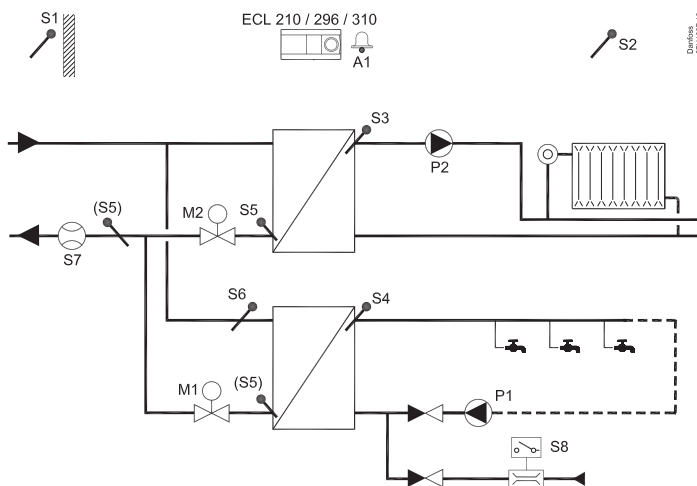 S1
ECL 210 / 296 / 310
A1
S2
Danfoss
S3
P2
(S5)
M2
S5
S7
S6
S4
M1
(S5)
P1
S8